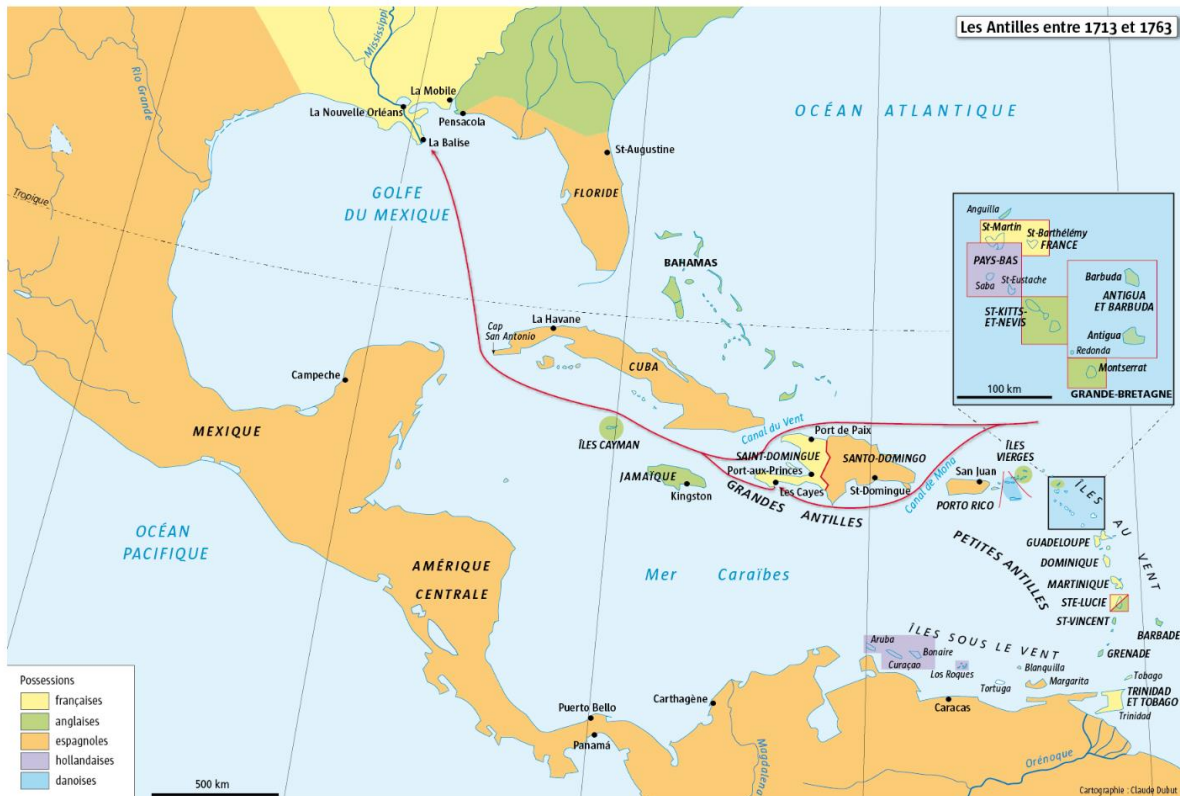 Les Antilles entre 1713 et 1763
Mississippi
Rio Grande
La Mobile
La Nouvelle Orléans
Pensacola
La Balise
St-Augustine
OCÉAN ATLANTIQUE
Tropique
GOLFE
DU MEXIQUE
FLORIDE
BAHAMAS
La Havane
Cap
San Antonio
CUBA
Campeche
MEXIQUE
ÎLES CAYMAN
JAMAÏQUE
Kingston
Canal du Vent
Port de Paix
SAINT-DOMINGUE
Port-aux-Princes
Les Cayes
SANTO-DOMINGO
St-Domingue
Canal de Mona
GRANDES ANTILLES
San Juan
PORTO RICO
ÎLES
VIERGES
Anguilla
St-Martin
St-Barthélémy
FRANCE
PAYS-BAS
Saba
St-Eustache
ST-KITTS-
ET-NEVIS
Barbuda
ANTIGUA
ET BARBUDA
Antigua
Redonda
Montserrat
100 km
GRANDE-BRETAGNE
ÎLES AU VENT
PETITES ANTILLES
GUADELOUPE
DOMINIQUE
MARTINIQUE
STE-LUCIE
ST-VINCENT
BARBADE
GRENADE
OCÉAN
PACIFIQUE
AMÉRIQUE
CENTRALE
Mer Caraïbes
ÎLES SOUS LE VENT
Aruba
Curaçao
Bonaire
Los Roques
Blanquilla
Tortuga
Margarita
Tobago
TRINIDAD
ET TOBAGO
Trinidad
Puerto Bello
Panamá
Carthagène
Magdalena
Caracas
Orénoque
Possessions
françaises
anglaises
espagnoles
hollandaises
danoises
500 km
Cartographie : Claude Dubut